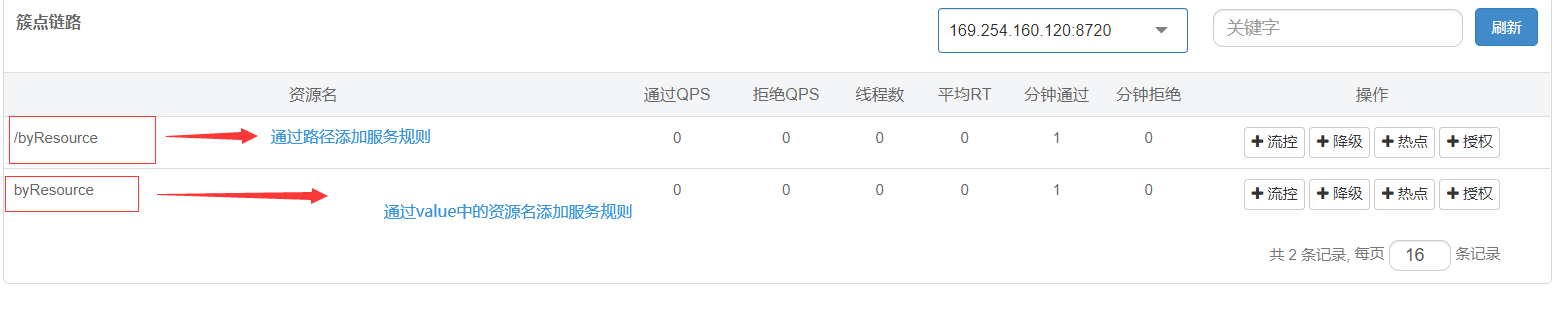 簇点链路 169.254.160.120:8720 关键字 刷新
资源名 通过QPS 拒绝QPS 线程数 平均RT 分钟通过 分钟拒绝 操作
/byResource 通过路径添加服务规则 0 0 0 0 1 0 流控 降级 热点 授权
byResource 0 0 0 0 1 0 流控 降级 热点 授权
通过value中的资源名添加服务规则
共 2 条记录, 每页 16 条记录